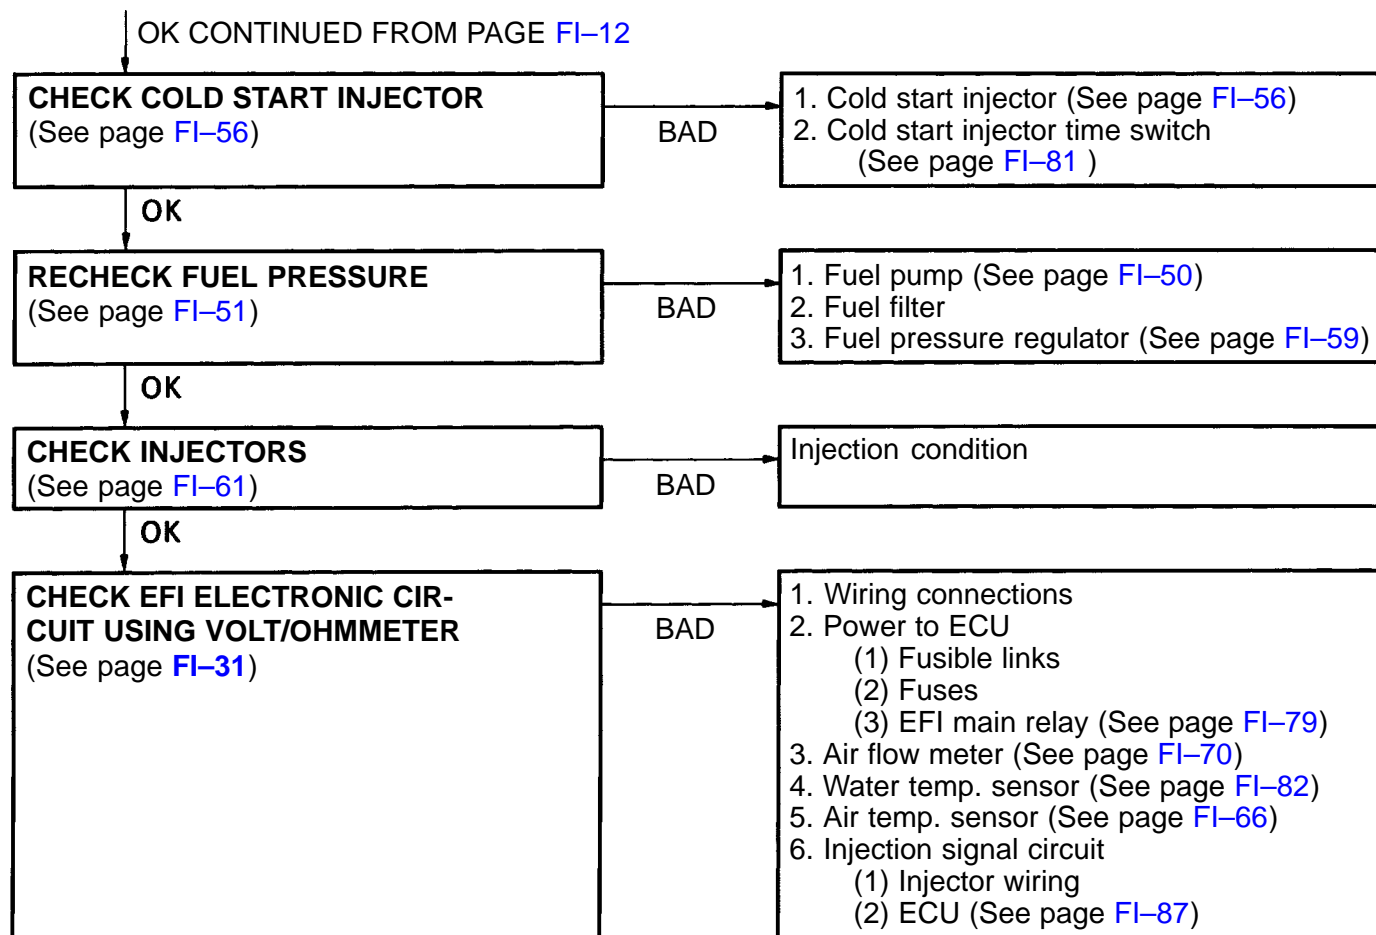 OK CONTINUED FROM PAGE FI–12
CHECK COLD START INJECTOR
(See page FI–56)
BAD
1. Cold start injector (See page FI–56)
2. Cold start injector time switch
(See page FI–81 )
OK
RECHECK FUEL PRESSURE
(See page FI–51)
BAD
1. Fuel pump (See page FI–50)
2. Fuel filter
3. Fuel pressure regulator (See page FI–59)
OK
CHECK INJECTORS
(See page FI–61)
BAD
Injection condition
OK
CHECK EFI ELECTRONIC CIR-
CUIT USING VOLT/OHMMETER
(See page FI–31)
BAD
1. Wiring connections
2. Power to ECU
(1) Fusible links
(2) Fuses
(3) EFI main relay (See page FI–79)
3. Air flow meter (See page FI–70)
4. Water temp. sensor (See page FI–82)
5. Air temp. sensor (See page FI–66)
6. Injection signal circuit
(1) Injector wiring
(2) ECU (See page FI–87)